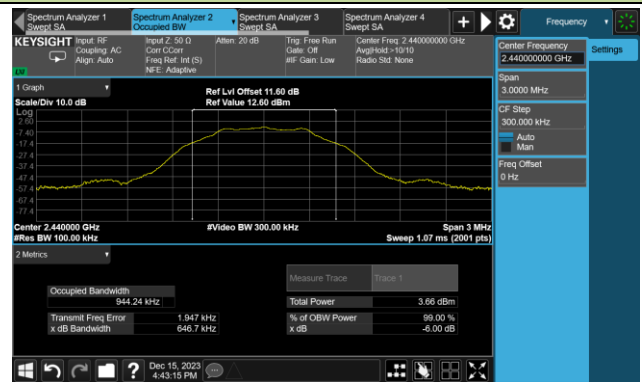 Spectrum Analyzer 1
Swept SA
Spectrum Analyzer 2
Occupied BW
Spectrum Analyzer 3
Swept SA
Spectrum Analyzer 4
Swept SA
Frequency
KEYSIGHT
Input: RF
Coupling: AC
Align: Auto
Input Z: 50 Ω
Corr CCorr
Freq Ref: Int (S)
NFE: Adaptive
Atten: 20 dB
Trig: Free Run
Gate: Off
#IF Gain: Low
Center Freq: 2.440000000 GHz
Avg|Hold:>10/10
Radio Std: None
Center Frequency
2.440000000 GHz
Settings
Span
3.0000 MHz
CF Step
300.000 kHz
Auto
Man
Freq Offset
0 Hz
1 Graph
Scale/Div 10.0 dB
Ref Lvl Offset 11.60 dB
Ref Value 12.60 dBm
Log
2.60
-7.40
-17.4
-27.4
-37.4
-47.4
-57.4
-67.4
-77.4
Center 2.440000 GHz
#Res BW 100.00 kHz
#Video BW 300.00 kHz
Span 3 MHz
Sweep 1.07 ms (2001 pts)
2 Metrics
Measure Trace
Trace 1
Occupied Bandwidth
944.24 kHz
Total Power
3.66 dBm
Transmit Freq Error
1.947 kHz
% of OBW Power
99.00 %
x dB Bandwidth
646.7 kHz
x dB
-6.00 dB
Dec 15, 2023
4:43:15 PM